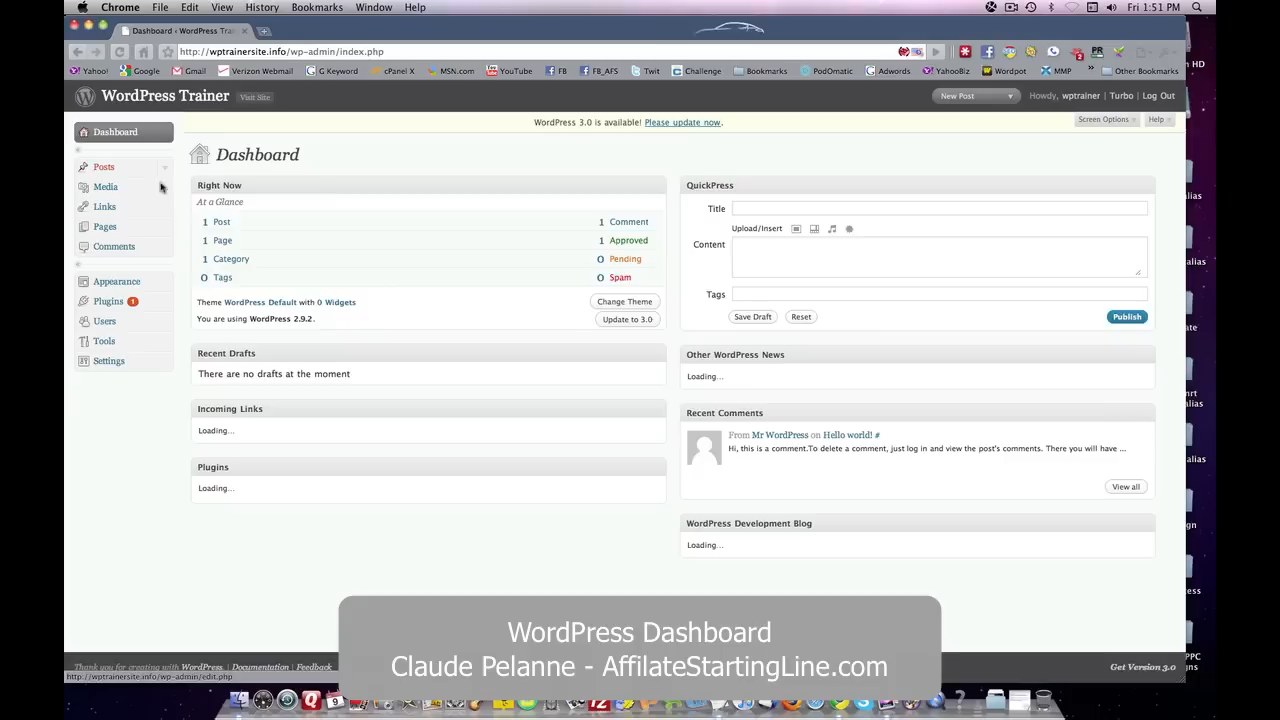 Chrome File Edit View History Bookmarks Window Help Fri 1:51 PM
Dashboard ‹ WordPress Trai
http://wptrainersite.info/wp-admin/index.php
Yahoo! Google Gmail Verizon Webmail G Keyword cPanel X MSN.com YouTube FB FB_AFS Twit Challenge Bookmarks PodOmatic Adwords YahooBiz Wordpot MMP » Other Bookmarks
HD
WordPress Trainer Visit Site New Post Howdy, wptrainer | Turbo | Log Out
WordPress 3.0 is available! Please update now. Screen Options Help
Dashboard
Posts
Media
Links
Pages
Comments
Appearance
Plugins 1
Users
Tools
Settings
Dashboard
Right Now
At a Glance
1 Post 1 Comment
1 Page 1 Approved
1 Category 0 Pending
0 Tags 0 Spam
Theme WordPress Default with 0 Widgets Change Theme
You are using WordPress 2.9.2. Update to 3.0
Recent Drafts
There are no drafts at the moment
Incoming Links
Loading...
Plugins
Loading...
QuickPress
Title
Upload/Insert
Content
Tags
Save Draft Reset Publish
Other WordPress News
Loading...
Recent Comments
From Mr WordPress on Hello world! #
Hi, this is a comment.To delete a comment, just log in and view the post's comments. There you will have ...
View all
WordPress Development Blog
Loading...
WordPress Dashboard
Claude Pelanne - AffilateStartingLine.com
Thank you for creating with WordPress. | Documentation | Feedback Get Version 3.0
http://wptrainersite.info/wp-admin/edit.php